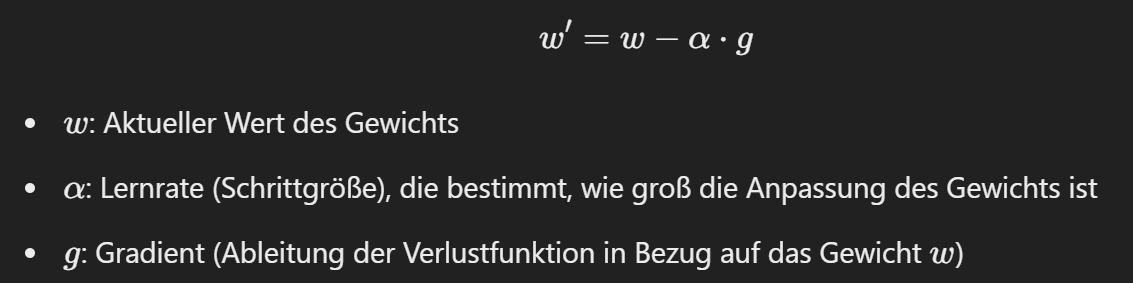 w′ = w − α · g
• w: Aktueller Wert des Gewichts
• α: Lernrate (Schrittgröße), die bestimmt, wie groß die Anpassung des Gewichts ist
• g: Gradient (Ableitung der Verlustfunktion in Bezug auf das Gewicht w)